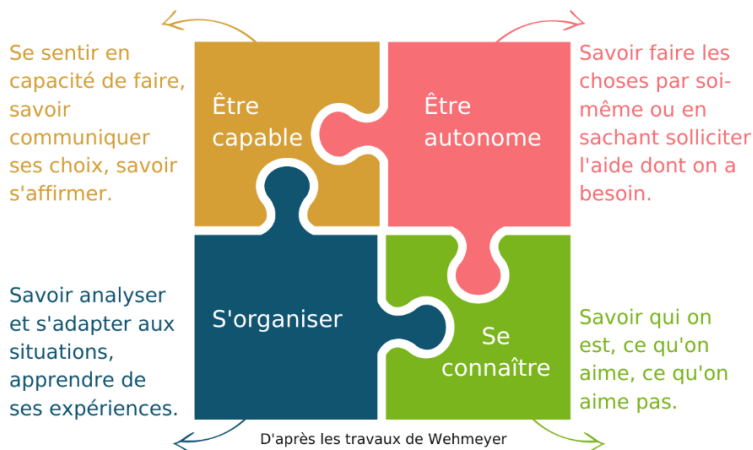 Se sentir en
capacité de faire,
savoir
communiquer
ses choix, savoir
s'affirmer.
Être
capable
Être
autonome
Savoir faire les
choses par soi-
même ou en
sachant solliciter
l'aide dont on a
besoin.
Savoir analyser
et s'adapter aux
situations,
apprendre de
ses expériences.
S'organiser
Se
connaître
Savoir qui on
est, ce qu'on
aime, ce qu'on
aime pas.
D'après les travaux de Wehmeyer